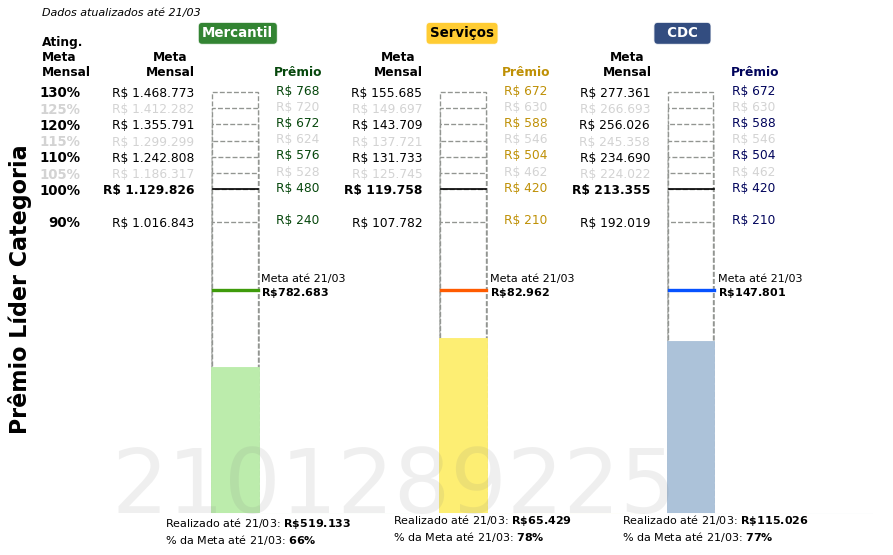 Dados atualizados até 21/03
Mercantil Serviços CDC
Ating. Meta Mensal Meta Mensal Prêmio Meta Mensal Prêmio Meta Mensal Prêmio
130% R$ 1.468.773 R$ 768 R$ 155.685 R$ 672 R$ 277.361 R$ 672
125% R$ 1.412.282 R$ 720 R$ 149.697 R$ 630 R$ 266.693 R$ 630
120% R$ 1.355.791 R$ 672 R$ 143.709 R$ 588 R$ 256.026 R$ 588
115% R$ 1.299.299 R$ 624 R$ 137.721 R$ 546 R$ 245.358 R$ 546
110% R$ 1.242.808 R$ 576 R$ 131.733 R$ 504 R$ 234.690 R$ 504
105% R$ 1.186.317 R$ 528 R$ 125.745 R$ 462 R$ 224.022 R$ 462
100% R$ 1.129.826 R$ 480 R$ 119.758 R$ 420 R$ 213.355 R$ 420
90% R$ 1.016.843 R$ 240 R$ 107.782 R$ 210 R$ 192.019 R$ 210
Prêmio Líder Categoria
Meta até 21/03 Meta até 21/03 Meta até 21/03
R$782.683 R$82.962 R$147.801
2101289225
Realizado até 21/03: R$519.133 Realizado até 21/03: R$65.429 Realizado até 21/03: R$115.026
% da Meta até 21/03: 66% % da Meta até 21/03: 78% % da Meta até 21/03: 77%